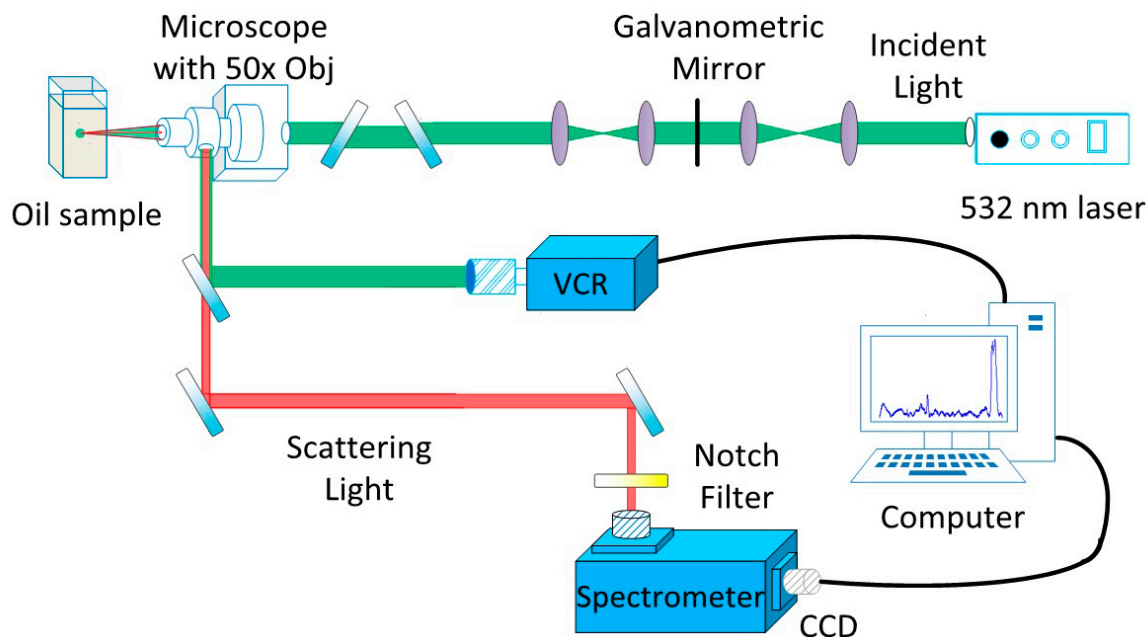 Microscope
with 50x Obj
Galvanometric
Mirror
Incident
Light
Oil sample
532 nm laser
VCR
Scattering
Light
Notch
Filter
Computer
Spectrometer
CCD